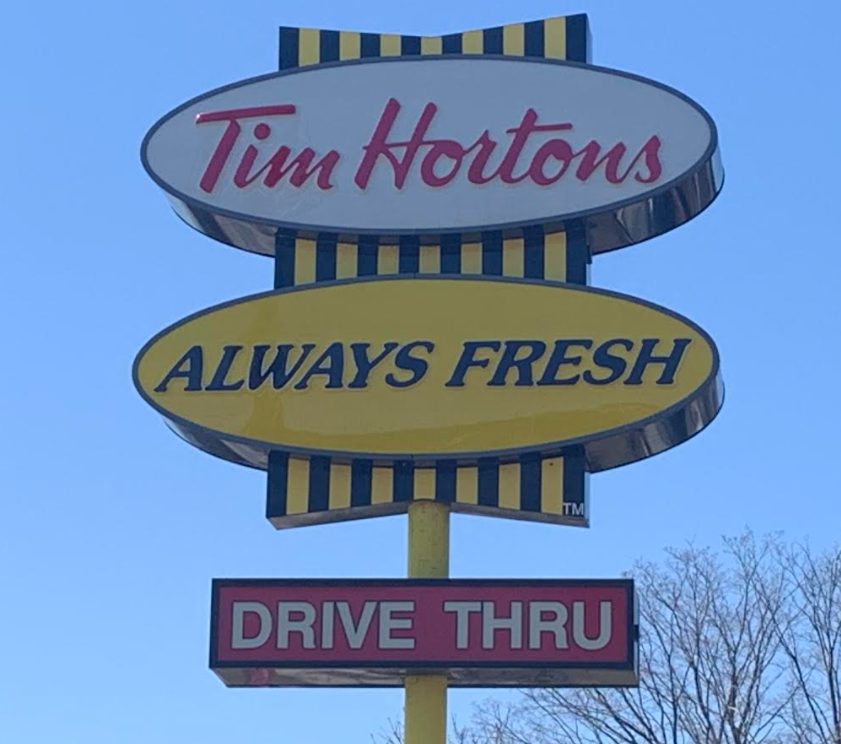 Tim Hortons
ALWAYS FRESH
TM
DRIVE THRU